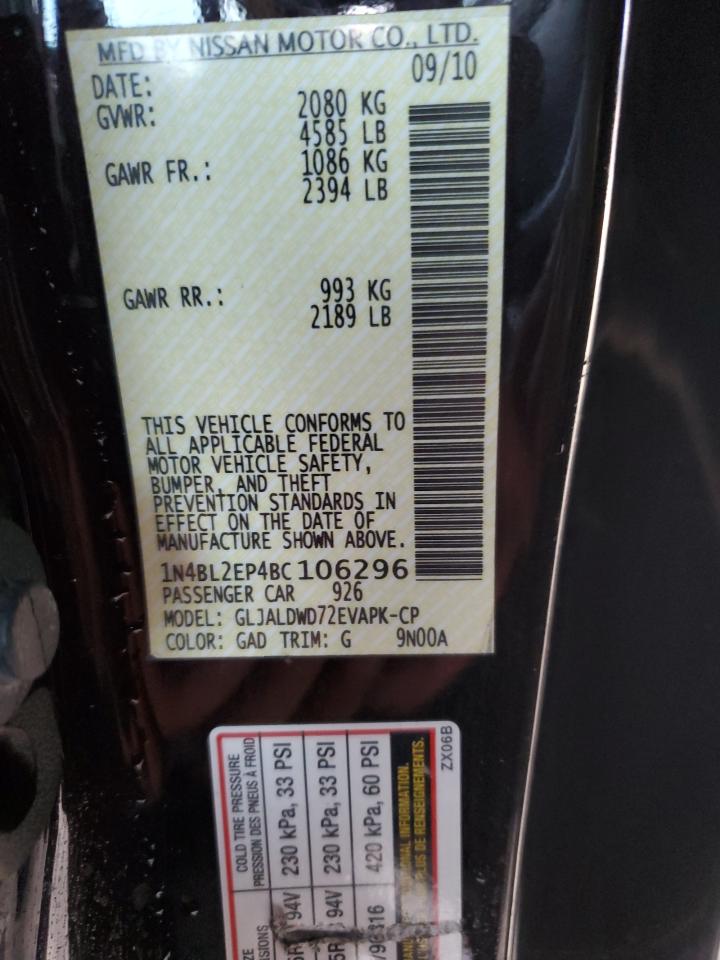 MFD BY NISSAN MOTOR CO., LTD.
DATE: 09/10
GVWR: 2080 KG
4585 LB
GAWR FR.: 1086 KG
2394 LB
GAWR RR.: 993 KG
2189 LB
THIS VEHICLE CONFORMS TO
ALL APPLICABLE FEDERAL
MOTOR VEHICLE SAFETY,
BUMPER, AND THEFT
PREVENTION STANDARDS IN
EFFECT ON THE DATE OF
MANUFACTURE SHOWN ABOVE.
1N4BL2EP4BC106296
PASSENGER CAR 926
MODEL: GLJALDWD72EVAPK-CP
COLOR: GAD TRIM: G 9N00A
COLD TIRE PRESSURE
PRESSION DES PNEUS À FROID
94V 230 kPa, 33 PSI
94V 230 kPa, 33 PSI
420 kPa, 60 PSI
INFORMATION.
PLUS DE RENSEIGNEMENTS.
ZX06B